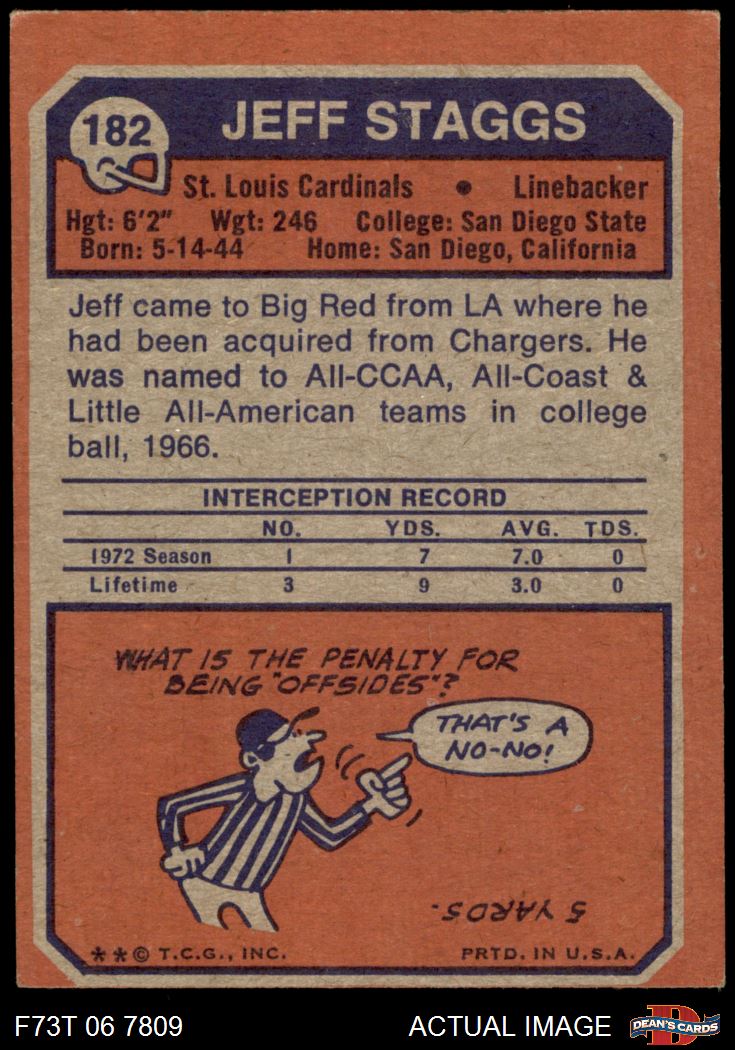 182
JEFF STAGGS
St. Louis Cardinals • Linebacker
Hgt: 6'2" Wgt: 246 College: San Diego State
Born: 5-14-44 Home: San Diego, California
Jeff came to Big Red from LA where he
had been acquired from Chargers. He
was named to All-CCAA, All-Coast &
Little All-American teams in college
ball, 1966.
INTERCEPTION RECORD
NO. YDS. AVG. TDS.
1972 Season 1 7 7.0 0
Lifetime 3 9 3.0 0
WHAT IS THE PENALTY FOR
BEING "OFFSIDES"?
THAT'S A
NO-NO!
5 YARDS.
**© T.C.G., INC. PRTD. IN U.S.A.
F73T 06 7809 ACTUAL IMAGE D DEAN'S CARDS